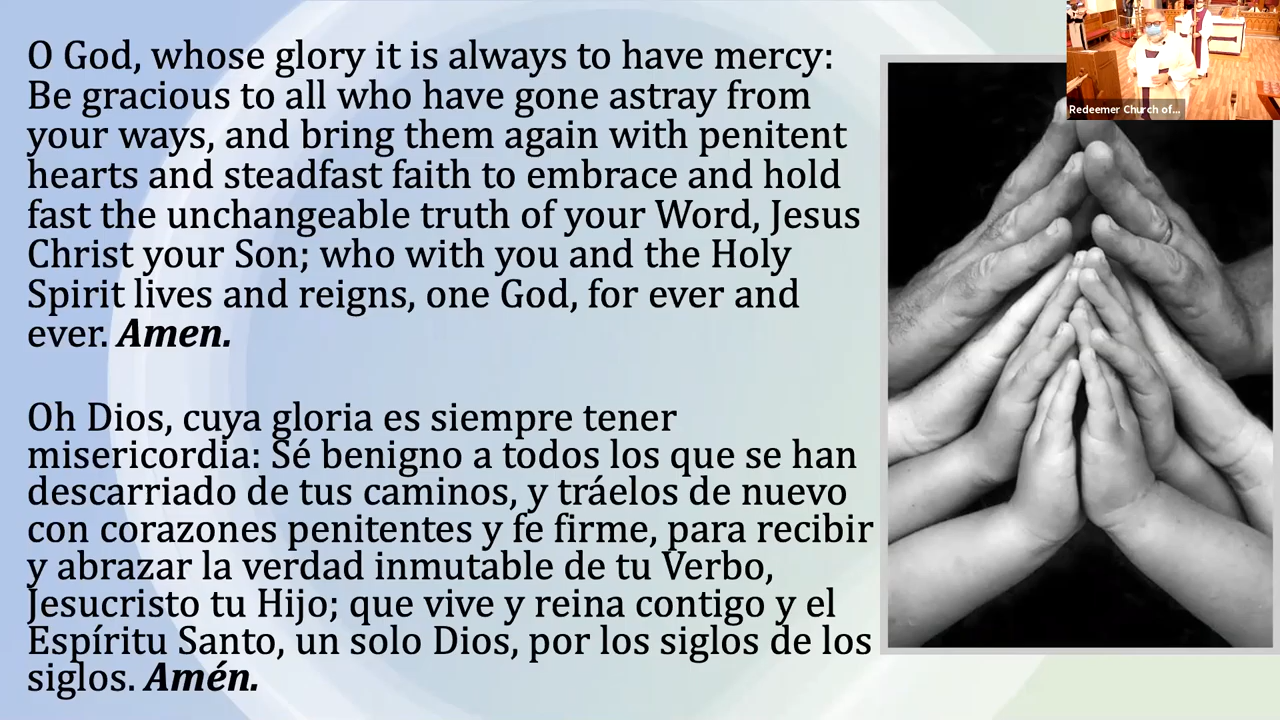 O God, whose glory it is always to have mercy:
Be gracious to all who have gone astray from
your ways, and bring them again with penitent
hearts and steadfast faith to embrace and hold
fast the unchangeable truth of your Word, Jesus
Christ your Son; who with you and the Holy
Spirit lives and reigns, one God, for ever and
ever. Amen.
Oh Dios, cuya gloria es siempre tener
misericordia: Sé benigno a todos los que se han
descarriado de tus caminos, y tráelos de nuevo
con corazones penitentes y fe firme, para recibir
y abrazar la verdad inmutable de tu Verbo,
Jesucristo tu Hijo; que vive y reina contigo y el
Espíritu Santo, un solo Dios, por los siglos de los
siglos. Amén.
Redeemer Church of...